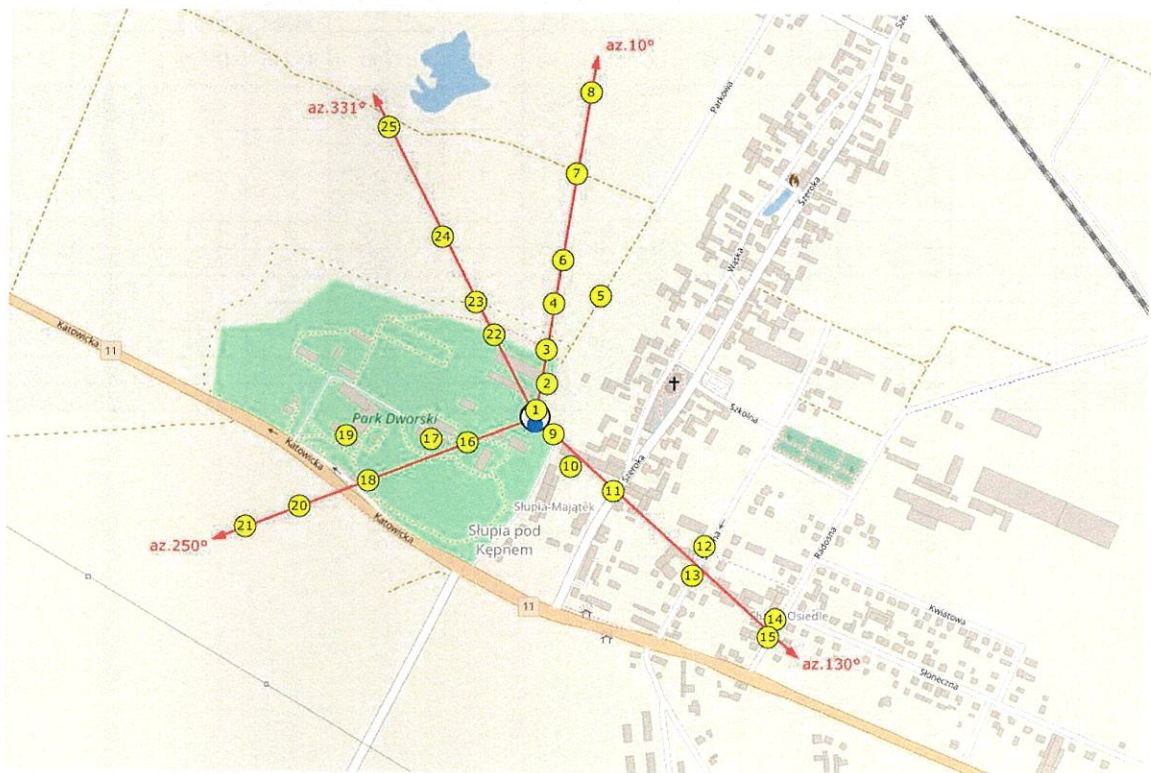 Szeroka
az.10°
8
Parkowa
az.331°
25
7
Szeroka
24
Wąska
6
5
23
4
22
Katowicka
11
3
2
Szkolna
1
Park Dworski
9
19
17
16
Katowicka
10
Szeroka
18
11
Słupia-Majątek
20
21
Katowicka
Słupia pod
Kępnem
az.250°
12
Radosna
13
11
14
Osiedle
Kwiatowa
15
az.130°
Słoneczna